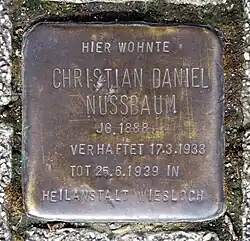 HIER WOHNTE
CHRISTIAN DANIEL
NUSSBAUM
JG. 1888
VERHAFTET 17.3.1933
TOT 25.6.1939 IN
HEILANSTALT WIESLOCH